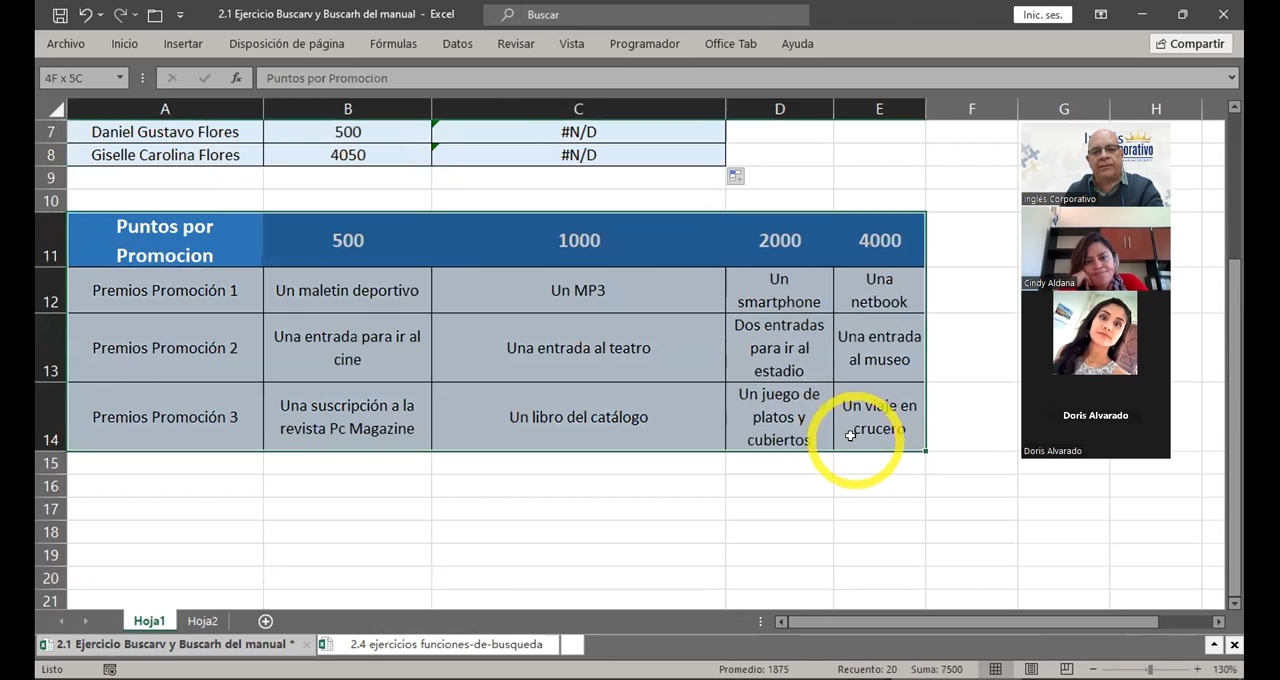 2.1 Ejercicio Buscarv y Buscarh del manual - Excel
Buscar
Inic. ses.
Archivo Inicio Insertar Disposición de página Fórmulas Datos Revisar Vista Programador Office Tab Ayuda
Compartir
4F x 5C
fx
Puntos por Promocion
A B C D E F G H
7 Daniel Gustavo Flores 500 #N/D
8 Giselle Carolina Flores 4050 #N/D
9
10
11 Puntos por
Promocion 500 1000 2000 4000
12 Premios Promoción 1 Un maletin deportivo Un MP3 Un
smartphone Una
netbook
13 Premios Promoción 2 Una entrada para ir al
cine Una entrada al teatro Dos entradas
para ir al
estadio Una entrada
al museo
14 Premios Promoción 3 Una suscripción a la
revista Pc Magazine Un libro del catálogo Un juego de
platos y
cubiertos Un viaje en
crucero
15
16
17
18
19
20
21
Inglés Corporativo
Cindy Aldana
Doris Alvarado
Doris Alvarado
Hoja1 Hoja2
2.1 Ejercicio Buscarv y Buscarh del manual *
2.4 ejercicios funciones-de-busqueda
Listo
Promedio: 1875 Recuento: 20 Suma: 7500
130%